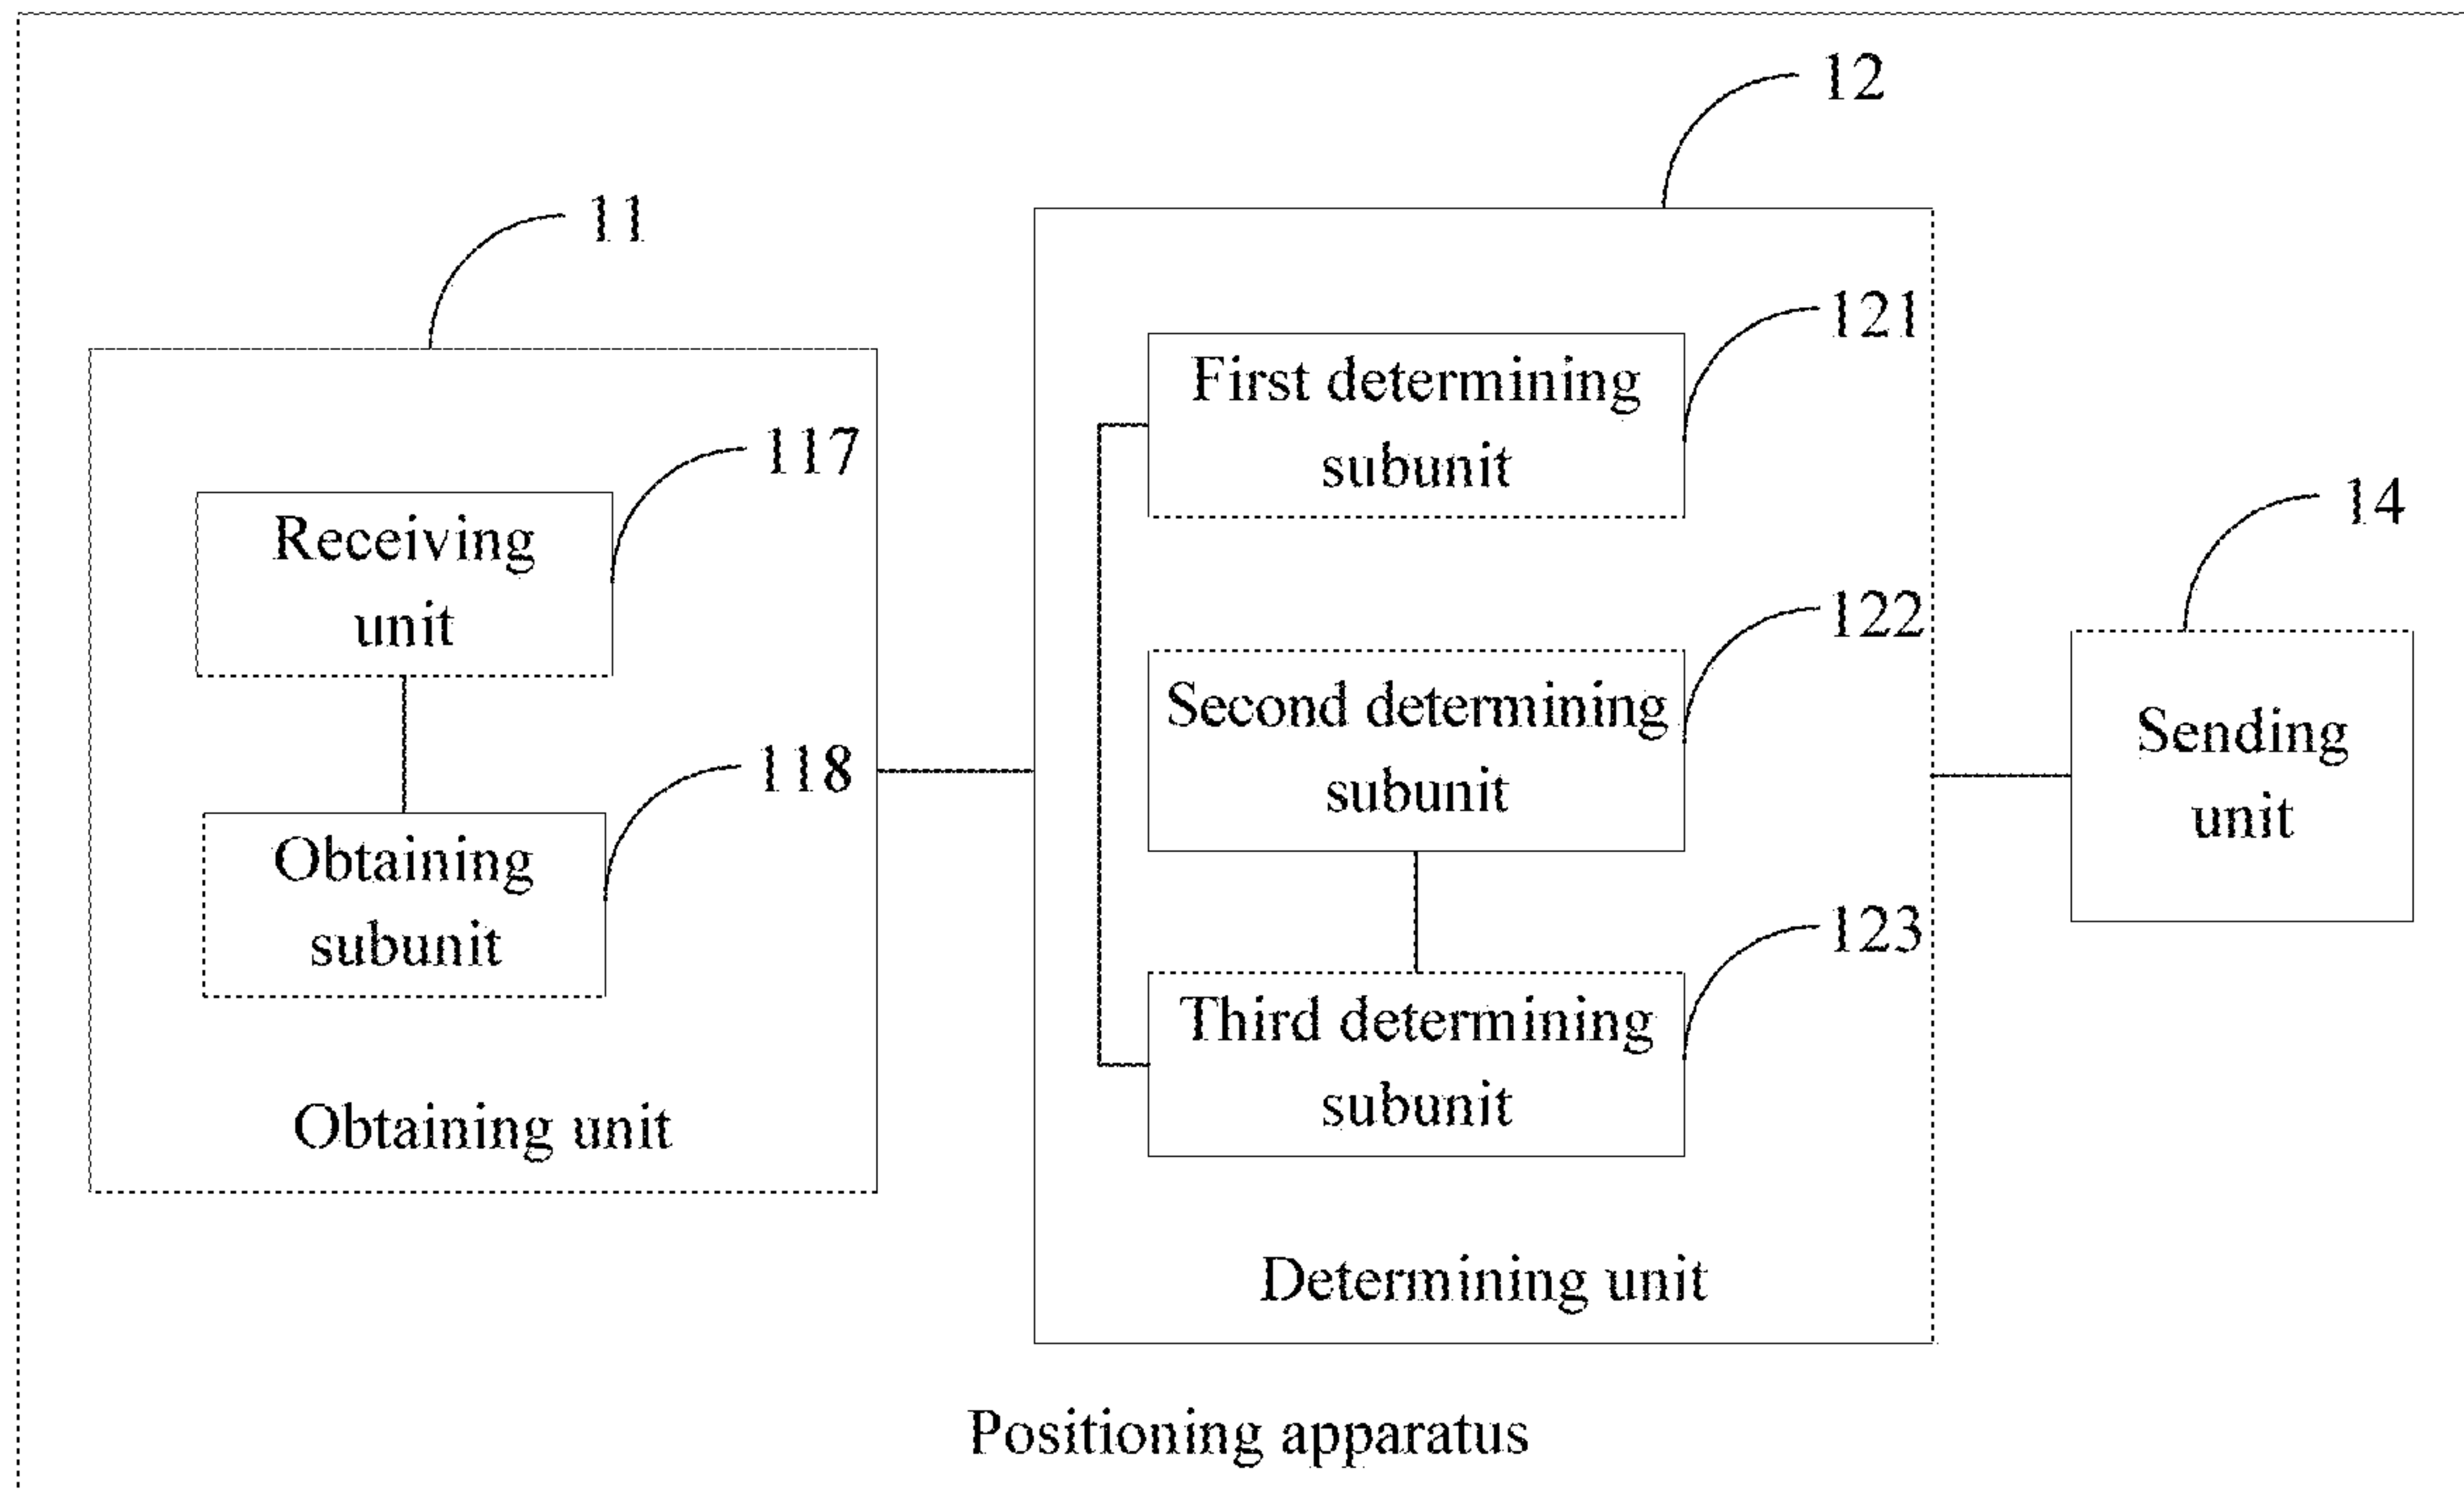 12
11
121
First determining
subunit
117
Receiving
unit
14
122
Second determining
subunit
Sending
unit
118
Obtaining
subunit
123
Third determining
subunit
Obtaining unit
Determining unit
Positioning apparatus